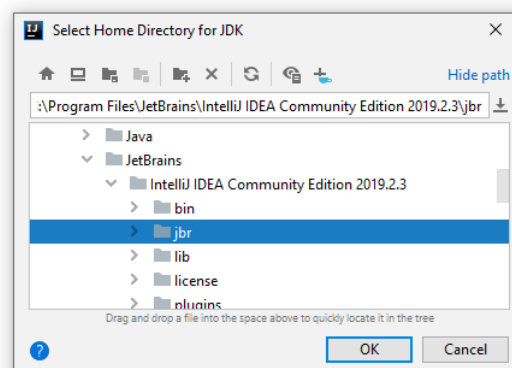 IJ Select Home Directory for JDK
Hide path
:\Program Files\JetBrains\IntelliJ IDEA Community Edition 2019.2.3\jbr
Java
JetBrains
IntelliJ IDEA Community Edition 2019.2.3
bin
jbr
lib
license
plugins
Drag and drop a file into the space above to quickly locate it in the tree
? OK Cancel